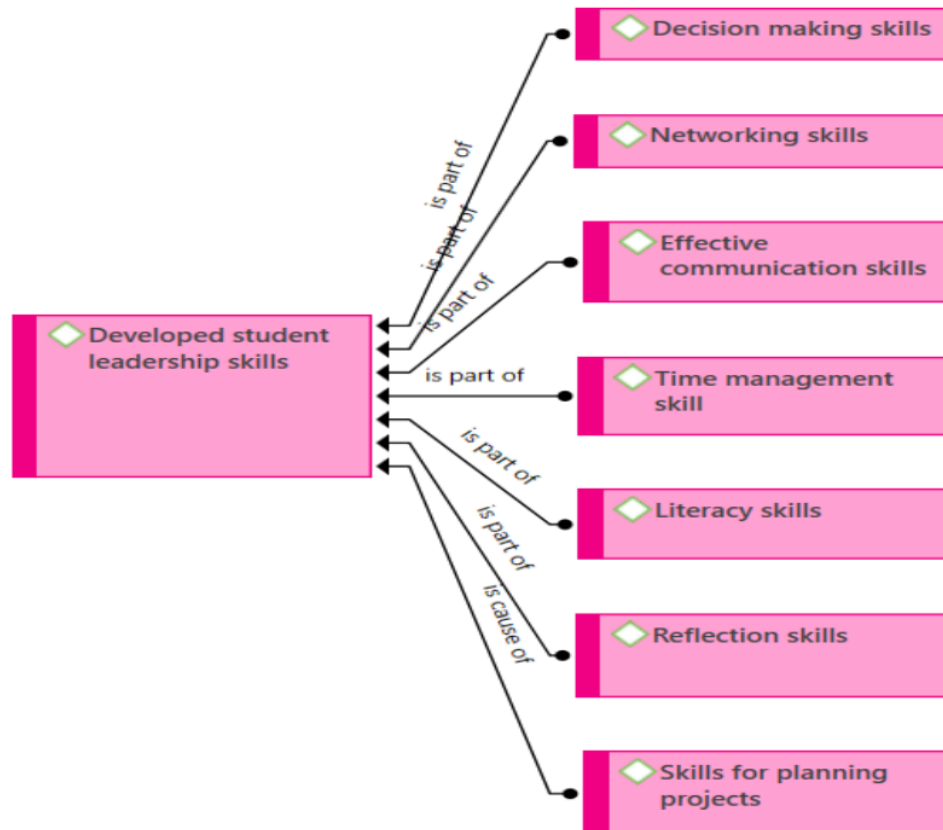 Decision making skills
is part of
Networking skills
is part of
Effective
communication skills
is part of
Developed student
leadership skills
is part of
Time management
skill
is part of
Literacy skills
is part of
Reflection skills
is cause of
Skills for planning
projects